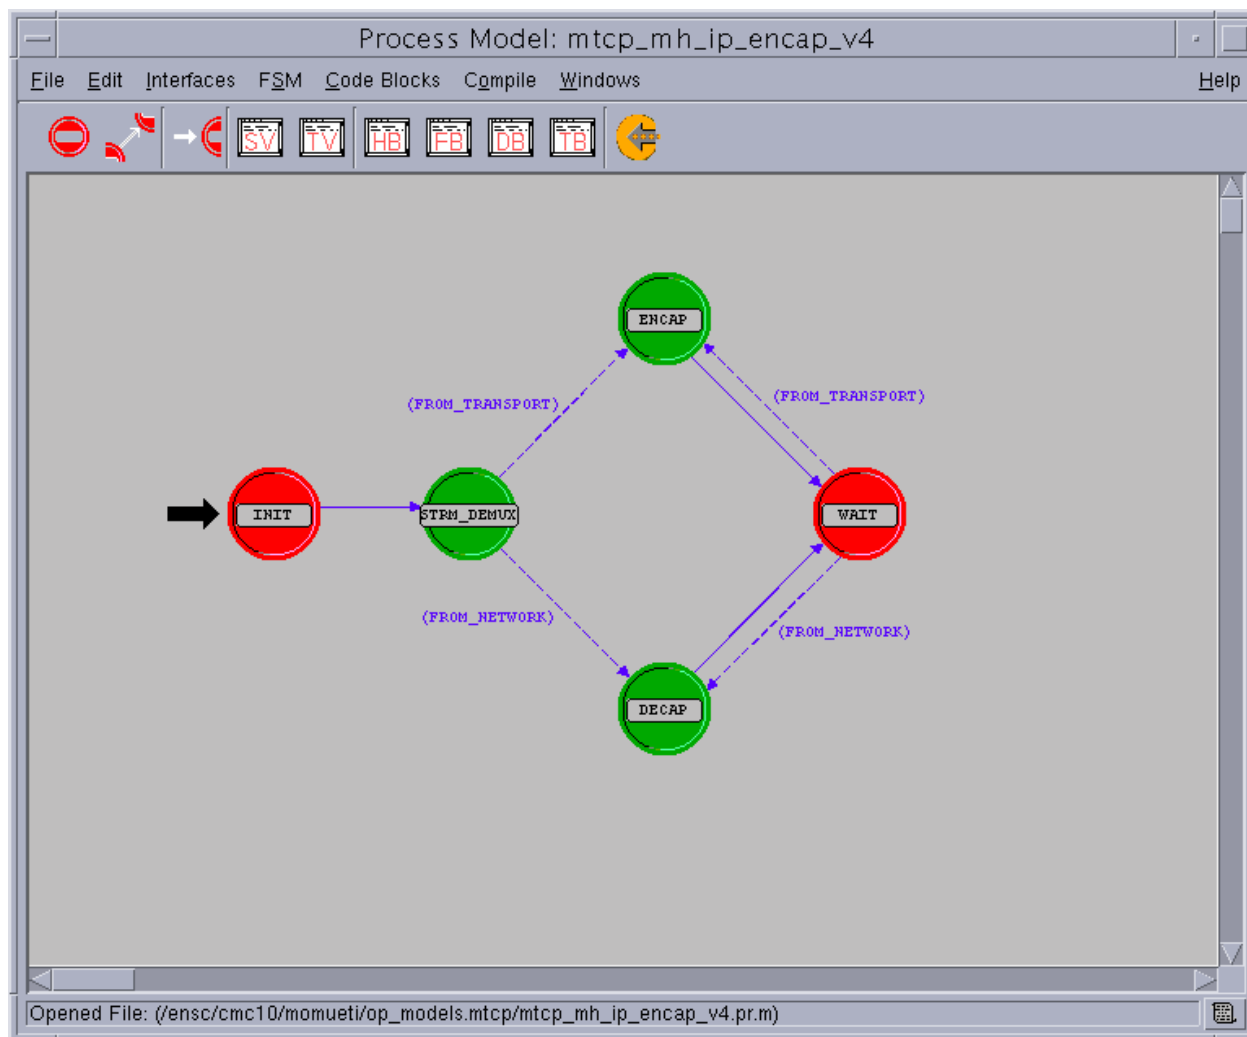 Process Model: mtcp_mh_ip_encap_v4
File Edit Interfaces FSM Code Blocks Compile Windows Help
SV TV HB FB DB TB
ENCAP
(FROM_TRANSPORT) (FROM_TRANSPORT)
INIT STRM_DEMUX WAIT
(FROM_NETWORK) (FROM_NETWORK)
DECAP
Opened File: (/ensc/cmc10/momueti/op_models.mtcp/mtcp_mh_ip_encap_v4.pr.m)